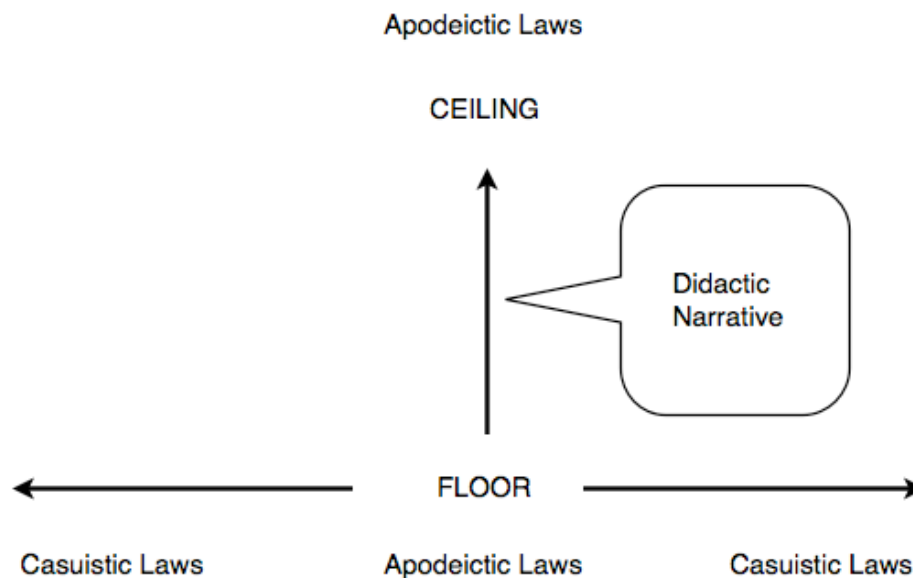 Apodeictic Laws
CEILING
Didactic
Narrative
FLOOR
Casuistic Laws
Apodeictic Laws
Casuistic Laws